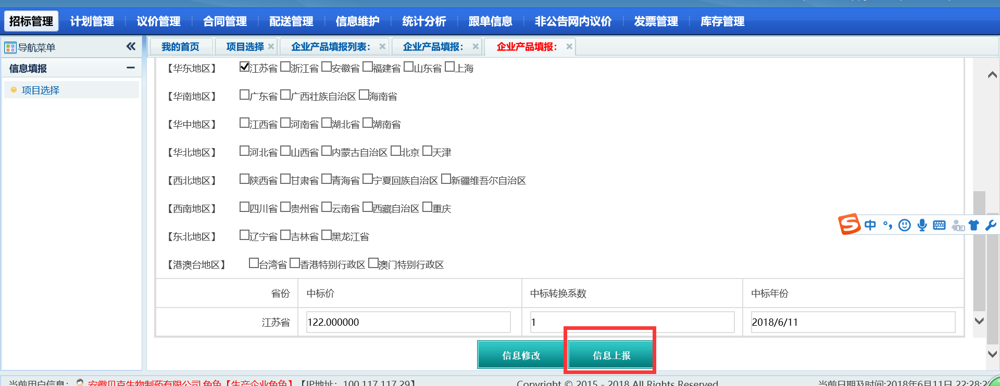 招标管理 计划管理 议价管理 合同管理 配送管理 信息维护 统计分析 跟单信息 非公告网内议价 发票管理 库存管理
导航菜单
信息填报
项目选择
我的首页 项目选择 企业产品填报列表： 企业产品填报： 企业产品填报：
【华东地区】 江苏省 浙江省 安徽省 福建省 山东省 上海
【华南地区】 广东省 广西壮族自治区 海南省
【华中地区】 江西省 河南省 湖北省 湖南省
【华北地区】 河北省 山西省 内蒙古自治区 北京 天津
【西北地区】 陕西省 甘肃省 青海省 宁夏回族自治区 新疆维吾尔自治区
【西南地区】 四川省 贵州省 云南省 西藏自治区 重庆
中
13
【东北地区】 辽宁省 吉林省 黑龙江省
【港澳台地区】 台湾省 香港特别行政区 澳门特别行政区
省份 中标价 中标转换系数 中标年份
江苏省 122.000000 1 2018/6/11
信息修改 信息上报
当前用户信息： 安徽贝克生物制药有限公司 角色【生产企业角色】【IP地址：100.117.117.29】 Copyright © 2015 - 2018 All Rights Reserved 当前日期及时间:2018年6月11日 22:28:2